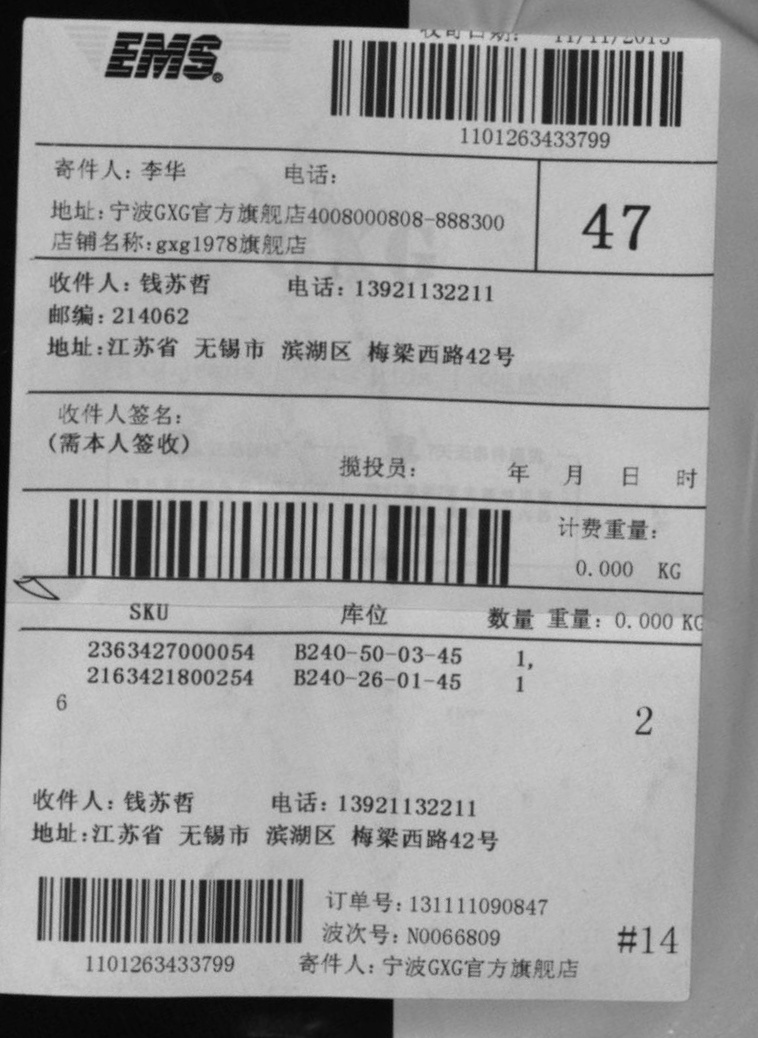 EMS®
收寄日期: 11/11/2013
1101263433799
寄件人: 李华 电话:
地址:宁波GXG官方旗舰店4008000808-888300
店铺名称:gxg1978旗舰店
47
收件人: 钱苏哲 电话: 13921132211
邮编: 214062
地址:江苏省 无锡市 滨湖区 梅梁西路42号
收件人签名:
(需本人签收)
揽投员: 年 月 日 时
计费重量:
0.000 KG
SKU 库位 数量 重量: 0.000 KG
2363427000054 B240-50-03-45 1,
2163421800254 B240-26-01-45 1
6
2
收件人: 钱苏哲 电话: 13921132211
地址:江苏省 无锡市 滨湖区 梅梁西路42号
订单号: 131111090847
波次号: N0066809
#14
1101263433799
寄件人: 宁波GXG官方旗舰店